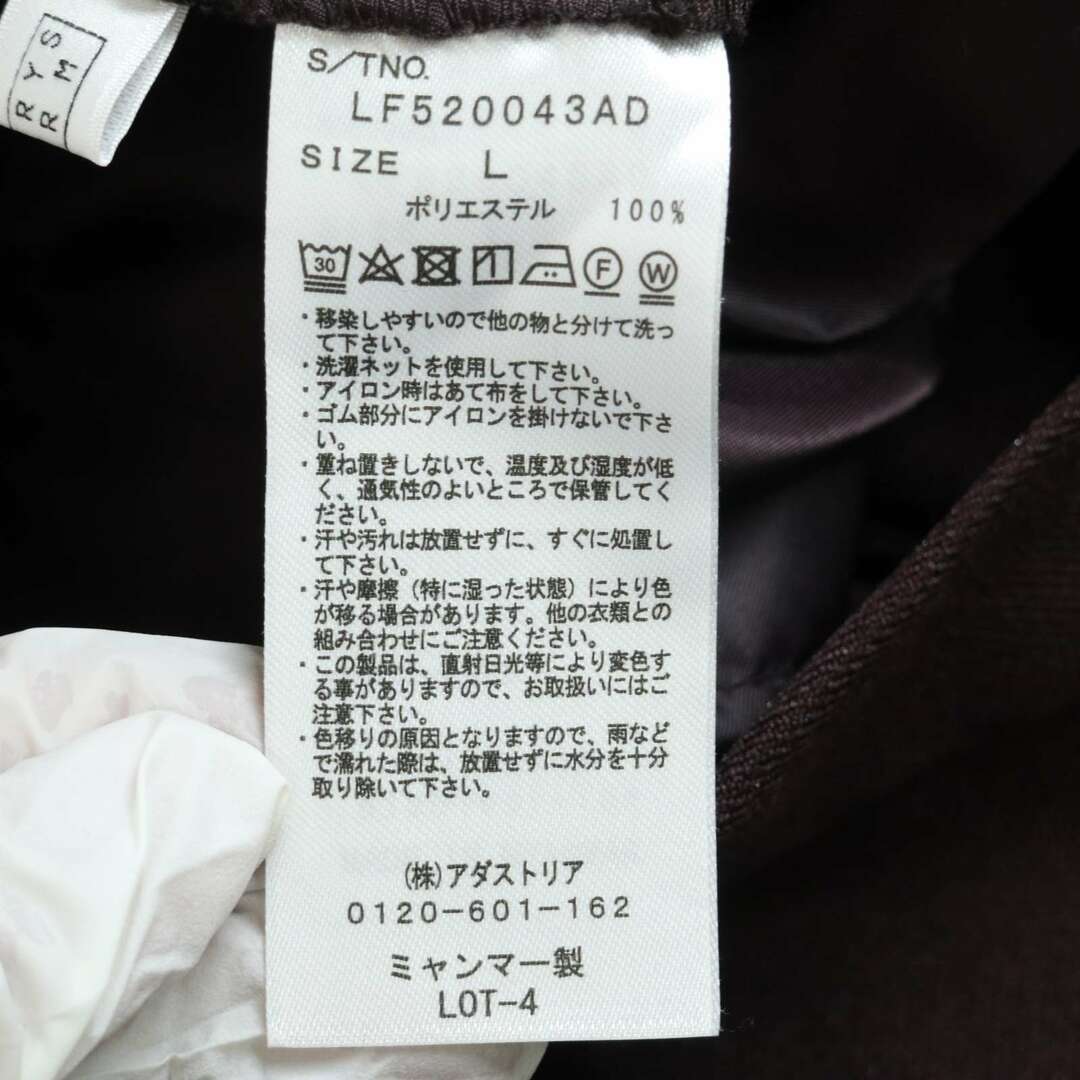 S/TNO.
LF520043AD
SIZE L
ポリエステル 100%
30 F W
・移染しやすいので他の物と分けて洗っ
て下さい。
・洗濯ネットを使用して下さい。
・アイロン時はあて布をして下さい。
・ゴム部分にアイロンを掛けないで下さ
い。
・重ね置きしないで、温度及び湿度が低
く、通気性のよいところで保管してく
ださい。
・汗や汚れは放置せずに、すぐに処置し
て下さい。
・汗や摩擦（特に湿った状態）により色
が移る場合があります。他の衣類との
組み合わせにご注意ください。
・この製品は、直射日光等により変色す
る事がありますので、お取扱いにはご
注意下さい。
・色移りの原因となりますので、雨など
で濡れた際は、放置せずに水分を十分
取り除いて下さい。
(株)アダストリア
0120-601-162
ミャンマー製
LOT-4
R Y S
R M